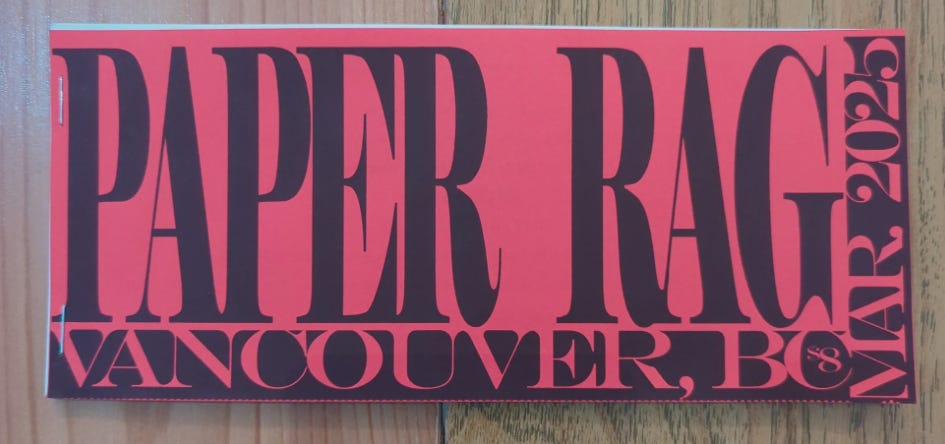 PAPER RAG
VANCOUVER, BC
$8
MAR 2025